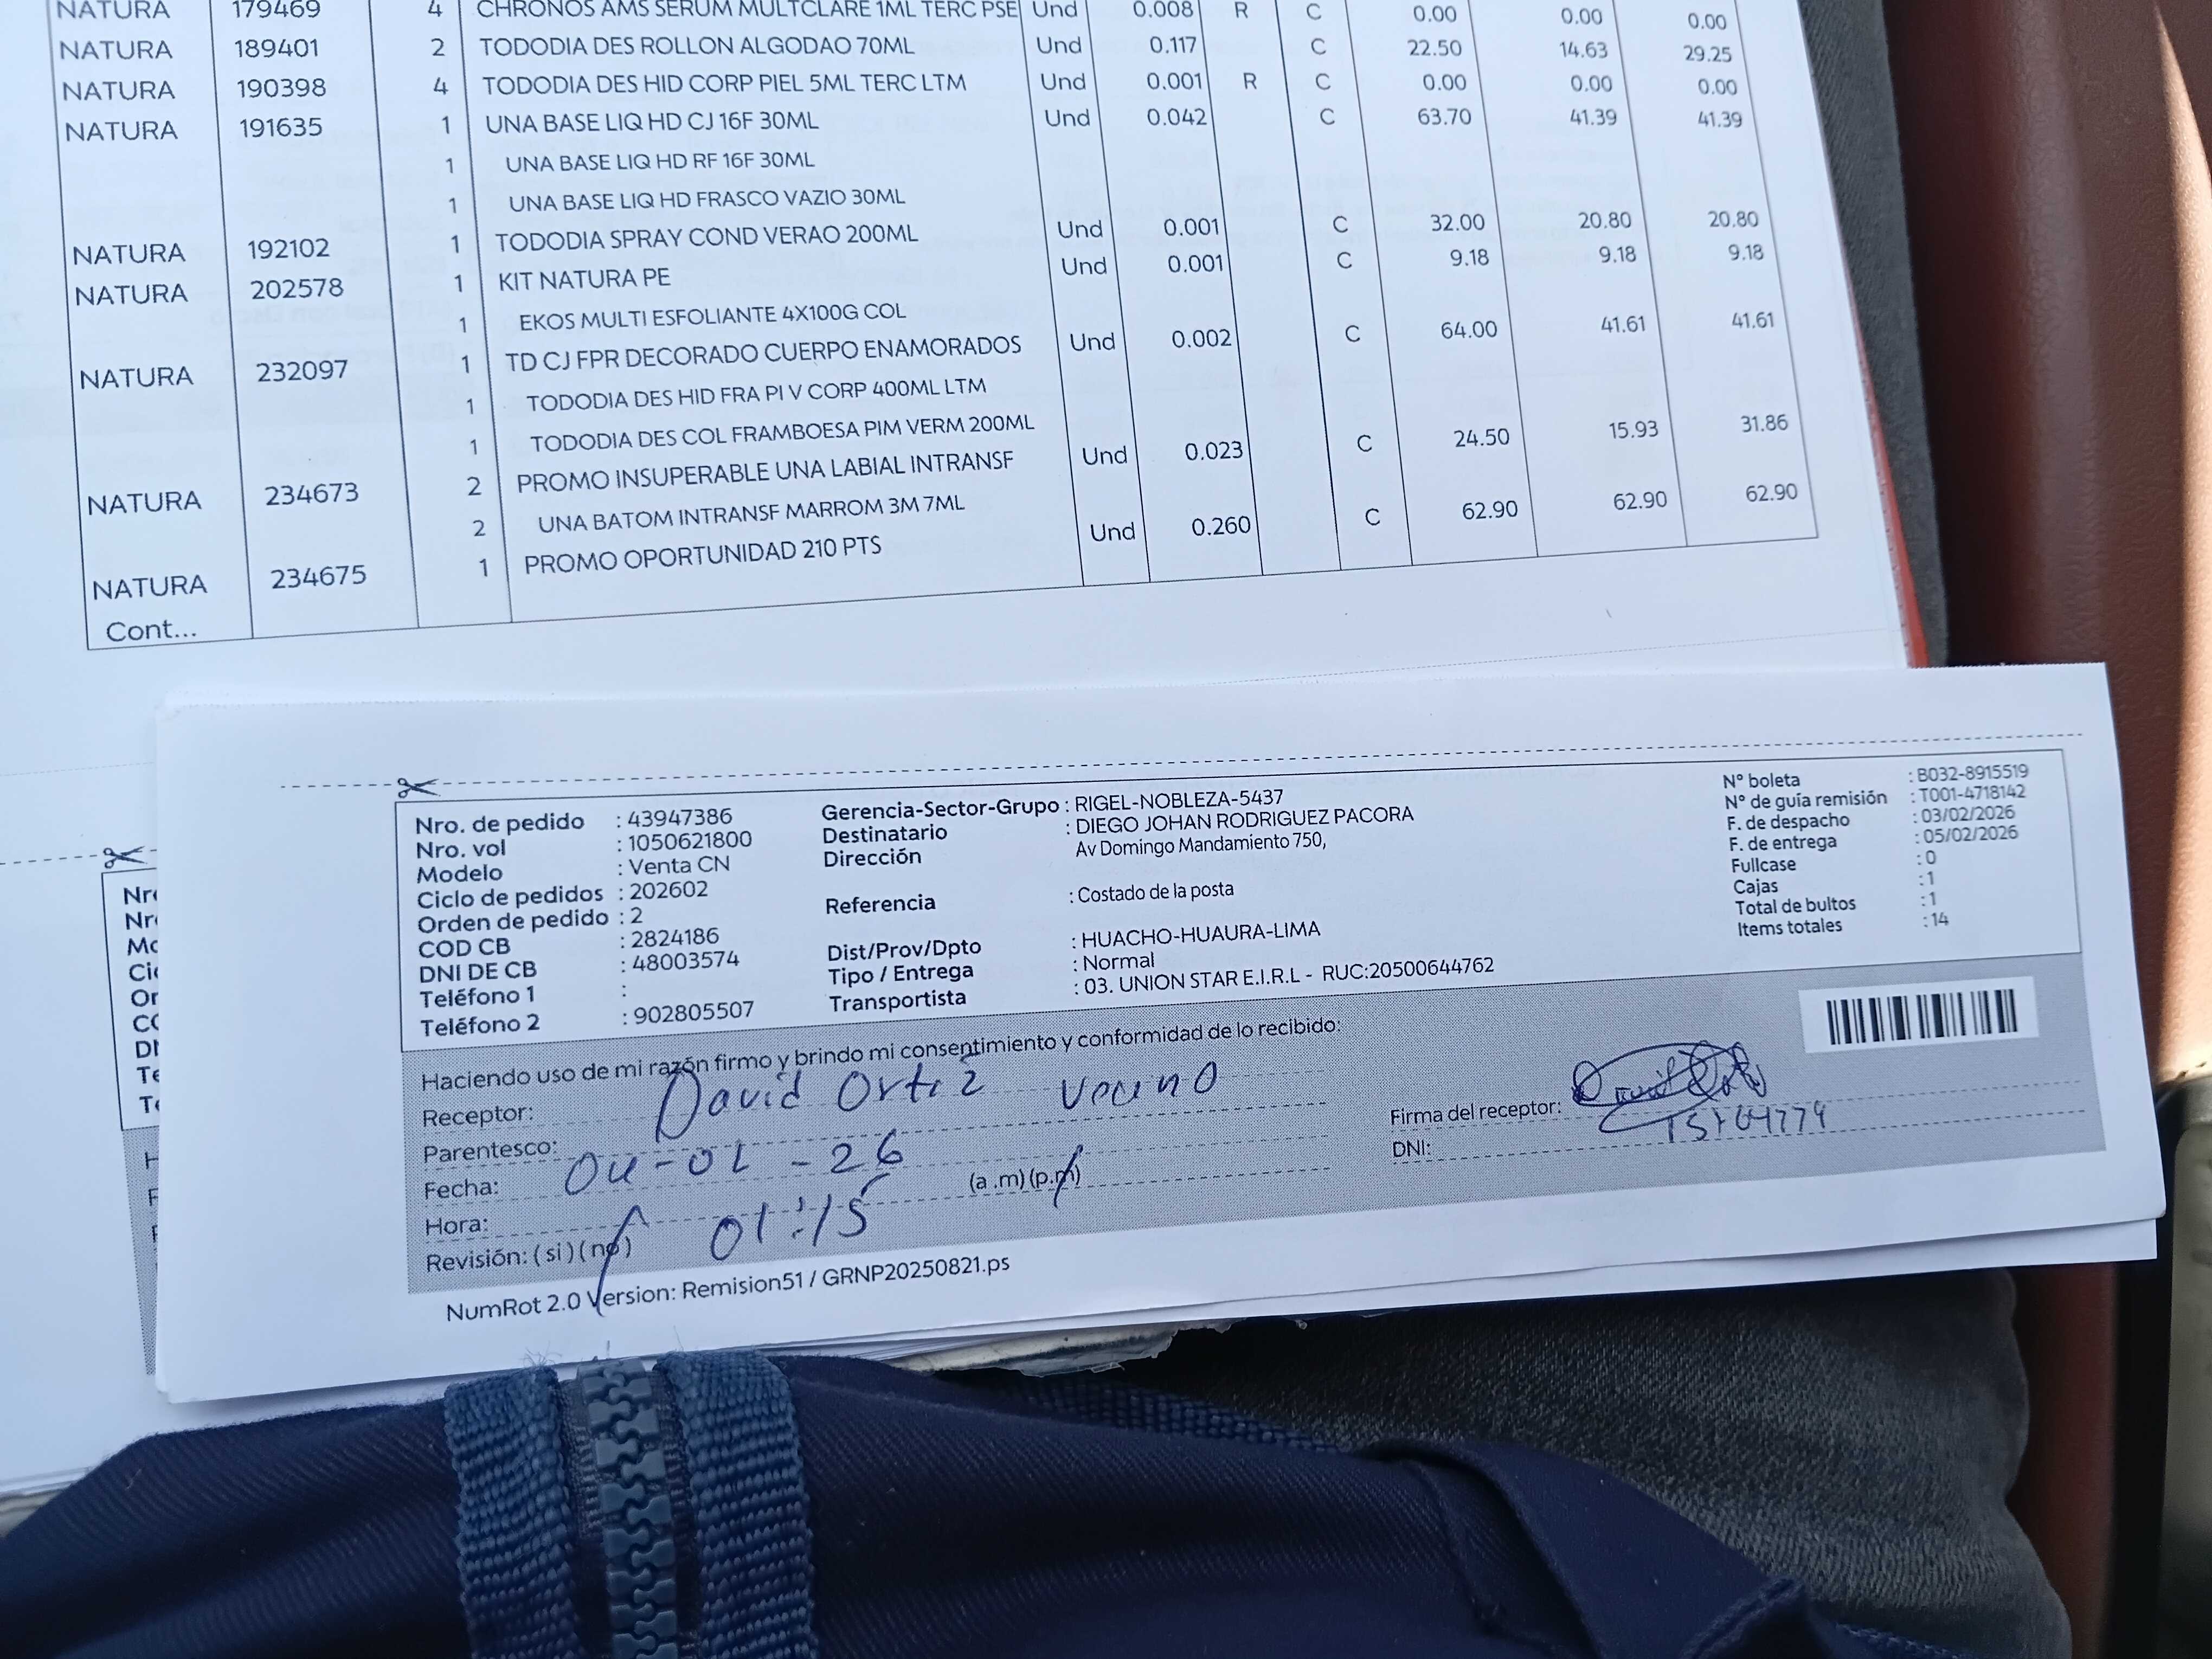 NATURA 179469 4 CHRONOS AMS SERUM MULTCLARE 1ML TERC PSE Und 0.008 R C 0.00 0.00 0.00
NATURA 189401 2 TODODIA DES ROLLON ALGODAO 70ML Und 0.117 C 22.50 14.63 29.25
NATURA 190398 4 TODODIA DES HID CORP PIEL 5ML TERC LTM Und 0.001 R C 0.00 0.00 0.00
NATURA 191635 1 UNA BASE LIQ HD CJ 16F 30ML Und 0.042 C 63.70 41.39 41.39
1 UNA BASE LIQ HD RF 16F 30ML
1 UNA BASE LIQ HD FRASCO VAZIO 30ML
NATURA 192102 1 TODODIA SPRAY COND VERAO 200ML Und 0.001 C 32.00 20.80 20.80
NATURA 202578 1 KIT NATURA PE Und 0.001 C 9.18 9.18 9.18
1 EKOS MULTI ESFOLIANTE 4X100G COL
NATURA 232097 1 TD CJ FPR DECORADO CUERPO ENAMORADOS Und 0.002 C 64.00 41.61 41.61
1 TODODIA DES HID FRA PI V CORP 400ML LTM
1 TODODIA DES COL FRAMBOESA PIM VERM 200ML
NATURA 234673 2 PROMO INSUPERABLE UNA LABIAL INTRANSF Und 0.023 C 24.50 15.93 31.86
2 UNA BATOM INTRANSF MARROM 3M 7ML
NATURA 234675 1 PROMO OPORTUNIDAD 210 PTS Und 0.260 C 62.90 62.90 62.90
Cont...
Nro. de pedido : 43947386
Nro. vol : 1050621800
Modelo : Venta CN
Ciclo de pedidos : 202602
Orden de pedido : 2
COD CB : 2824186
DNI DE CB : 48003574
Teléfono 1 :
Teléfono 2 : 902805507
Gerencia-Sector-Grupo : RIGEL-NOBLEZA-5437
Destinatario : DIEGO JOHAN RODRIGUEZ PACORA
Dirección Av Domingo Mandamiento 750,
Referencia : Costado de la posta
Dist/Prov/Dpto : HUACHO-HUAURA-LIMA
Tipo / Entrega : Normal
Transportista : 03. UNION STAR E.I.R.L - RUC:20500644762
N° boleta : B032-8915519
N° de guía remisión : T001-4718142
F. de despacho : 03/02/2026
F. de entrega : 05/02/2026
Fullcase : 0
Cajas : 1
Total de bultos : 1
Items totales : 14
Haciendo uso de mi razón firmo y brindo mi consentimiento y conformidad de lo recibido:
Receptor: David Ortiz vecino
Parentesco:
Fecha: 04-02-26
Hora: 01:15 (a .m) (p.m)
Revisión: ( si ) ( no )
Firma del receptor:
DNI:
NumRot 2.0 Version: Remision51 / GRNP20250821.ps